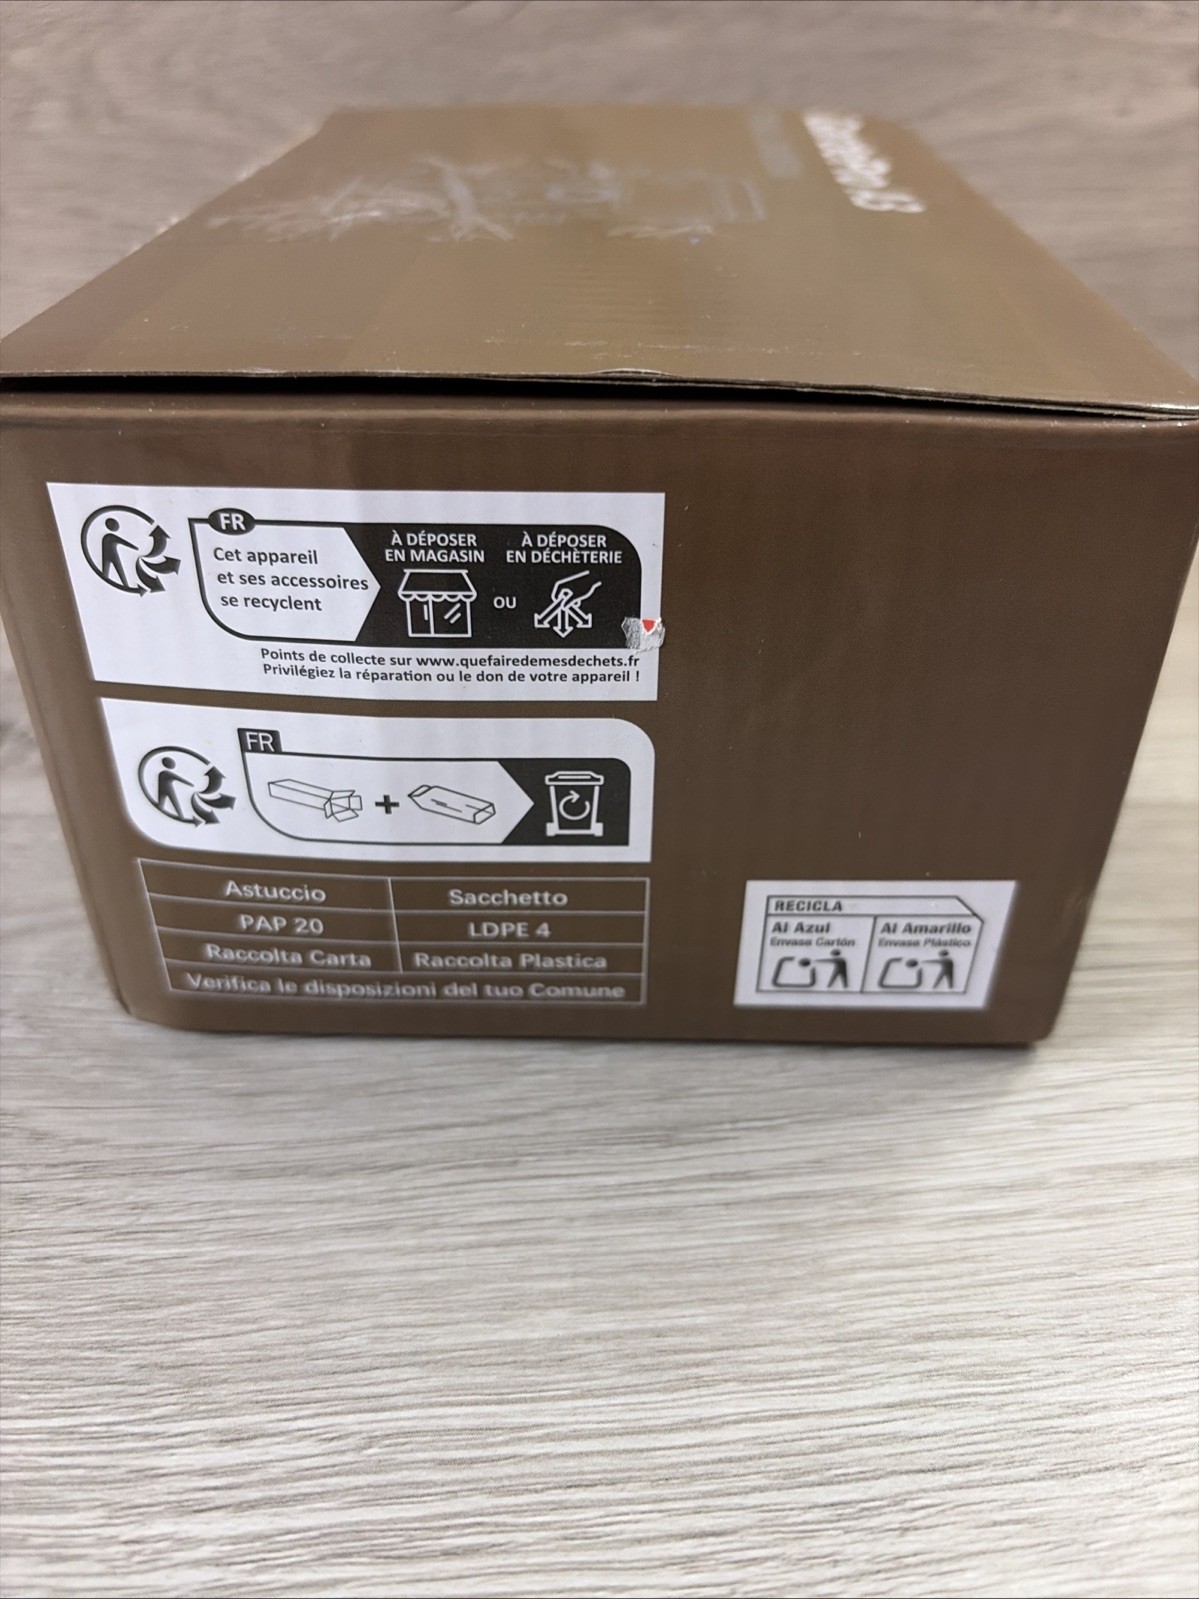 FR
Cet appareil
et ses accessoires
se recyclent
À DÉPOSER
EN MAGASIN
OU
À DÉPOSER
EN DÉCHÈTERIE
Points de collecte sur www.quefairedemesdechets.fr
Privilégiez la réparation ou le don de votre appareil !
FR
+
Astuccio
Sacchetto
PAP 20
LDPE 4
Raccolta Carta
Raccolta Plastica
Verifica le disposizioni del tuo Comune
RECICLA
Al Azul
Envase Cartón
Al Amarillo
Envase Plástico